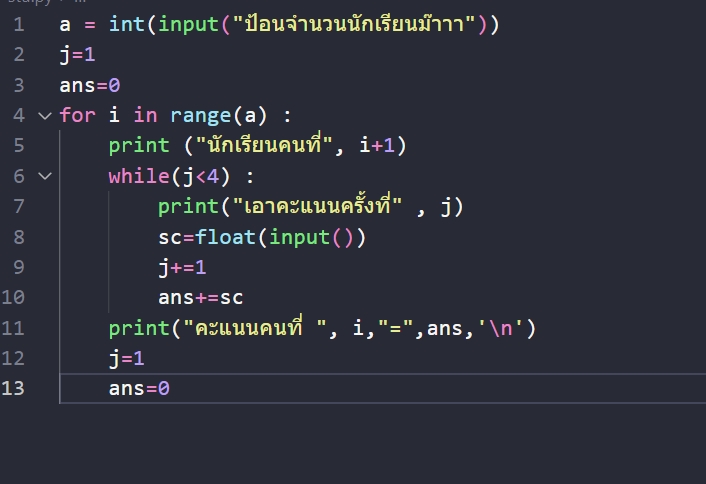 1 a = int(input("ป้อนจำนวนนักเรียนม๊าาา"))
2 j=1
3 ans=0
4 for i in range(a) :
5 print ("นักเรียนคนที่", i+1)
6 while(j<4) :
7 print("เอาคะแนนครั้งที่" , j)
8 sc=float(input())
9 j+=1
10 ans+=sc
11 print("คะแนนคนที่ ", i,"=",ans,'\n')
12 j=1
13 ans=0